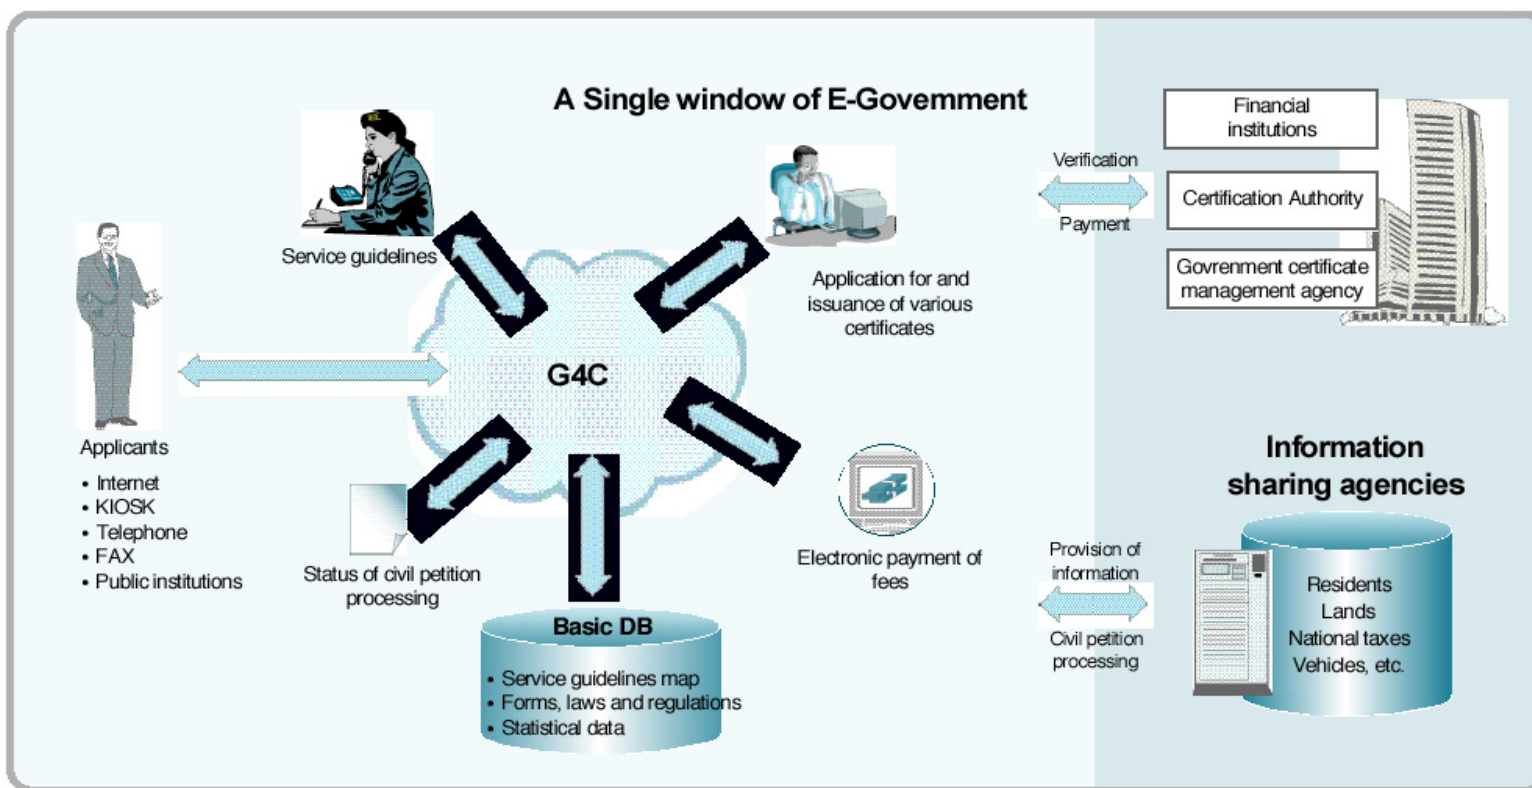 A Single window of E-Government
Financial
institutions
Verification
Certification Authority
Payment
Govrenment certificate
management agency
Service guidelines
Application for and
issuance of various
certificates
G4C
Applicants
• Internet
• KIOSK
• Telephone
• FAX
• Public institutions
Status of civil petition
processing
Electronic payment of
fees
Basic DB
• Service guidelines map
• Forms, laws and regulations
• Statistical data
Information
sharing agencies
Provision of
information
Civil petition
processing
Residents
Lands
National taxes
Vehicles, etc.